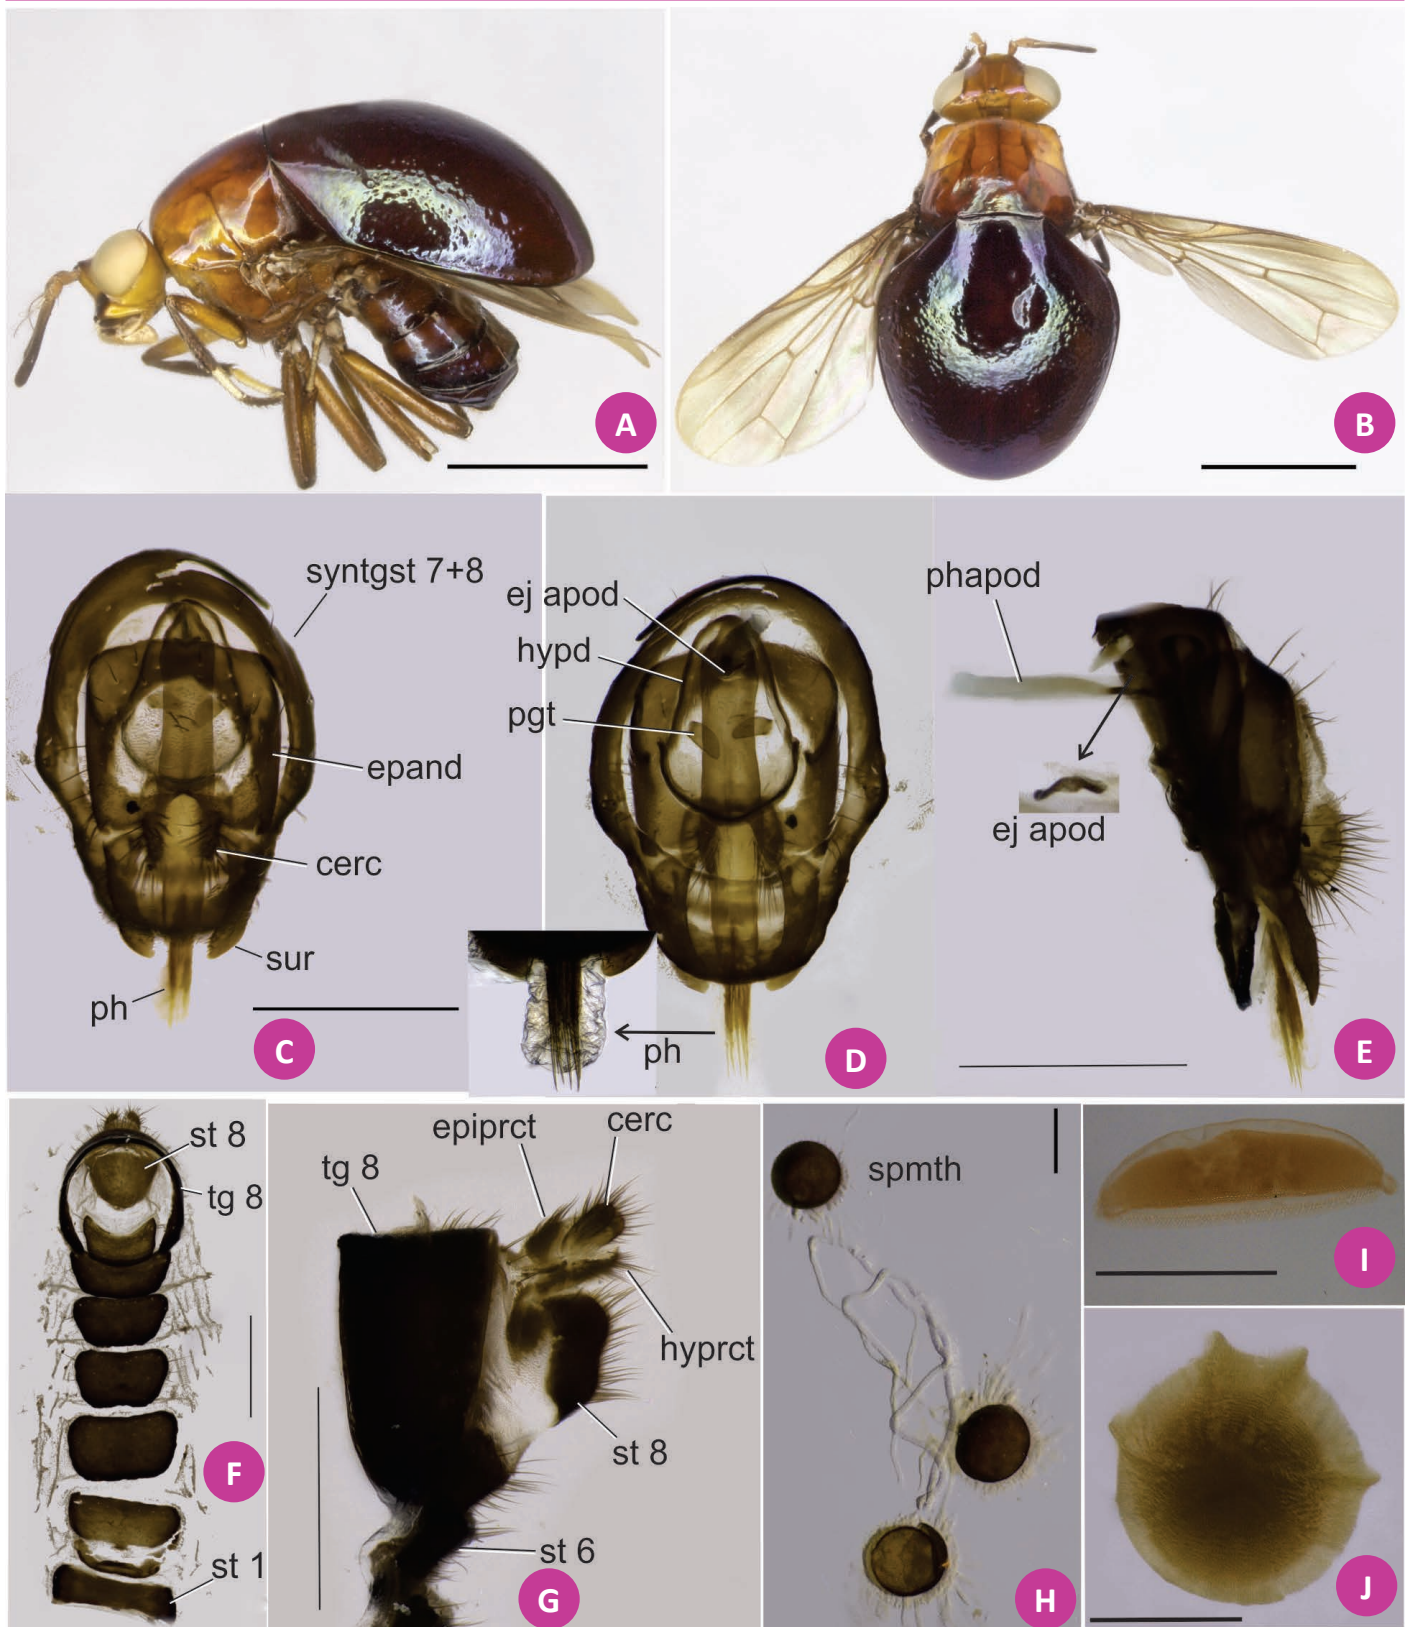 A
B
syntgst 7+8
epand
cerc
sur
ph
C
ej apod
hypd
pgt
ph
D
phapod
ej apod
E
st 8
tg 8
F
st 1
epiprct
cerc
tg 8
hyprct
st 8
st 6
G
spmth
H
I
J